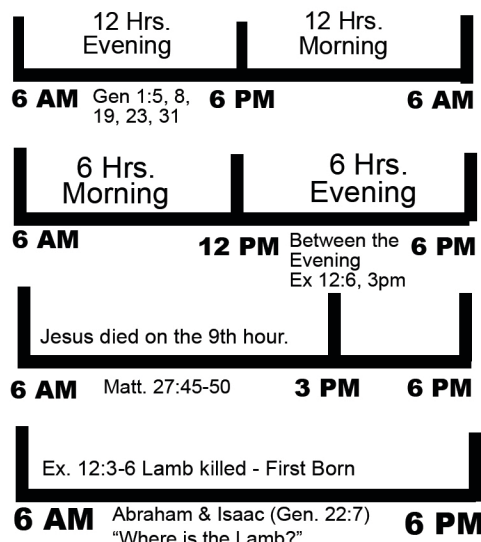 12 Hrs.
Evening
12 Hrs.
Morning
6 AM
Gen 1:5, 8,
19, 23, 31
6 PM
6 AM
6 Hrs.
Morning
6 Hrs.
Evening
6 AM
12 PM
Between the
Evening
Ex 12:6, 3pm
6 PM
Jesus died on the 9th hour.
6 AM
Matt. 27:45-50
3 PM
6 PM
Ex. 12:3-6 Lamb killed - First Born
6 AM
Abraham & Isaac (Gen. 22:7)
“Where is the Lamb?”
6 PM